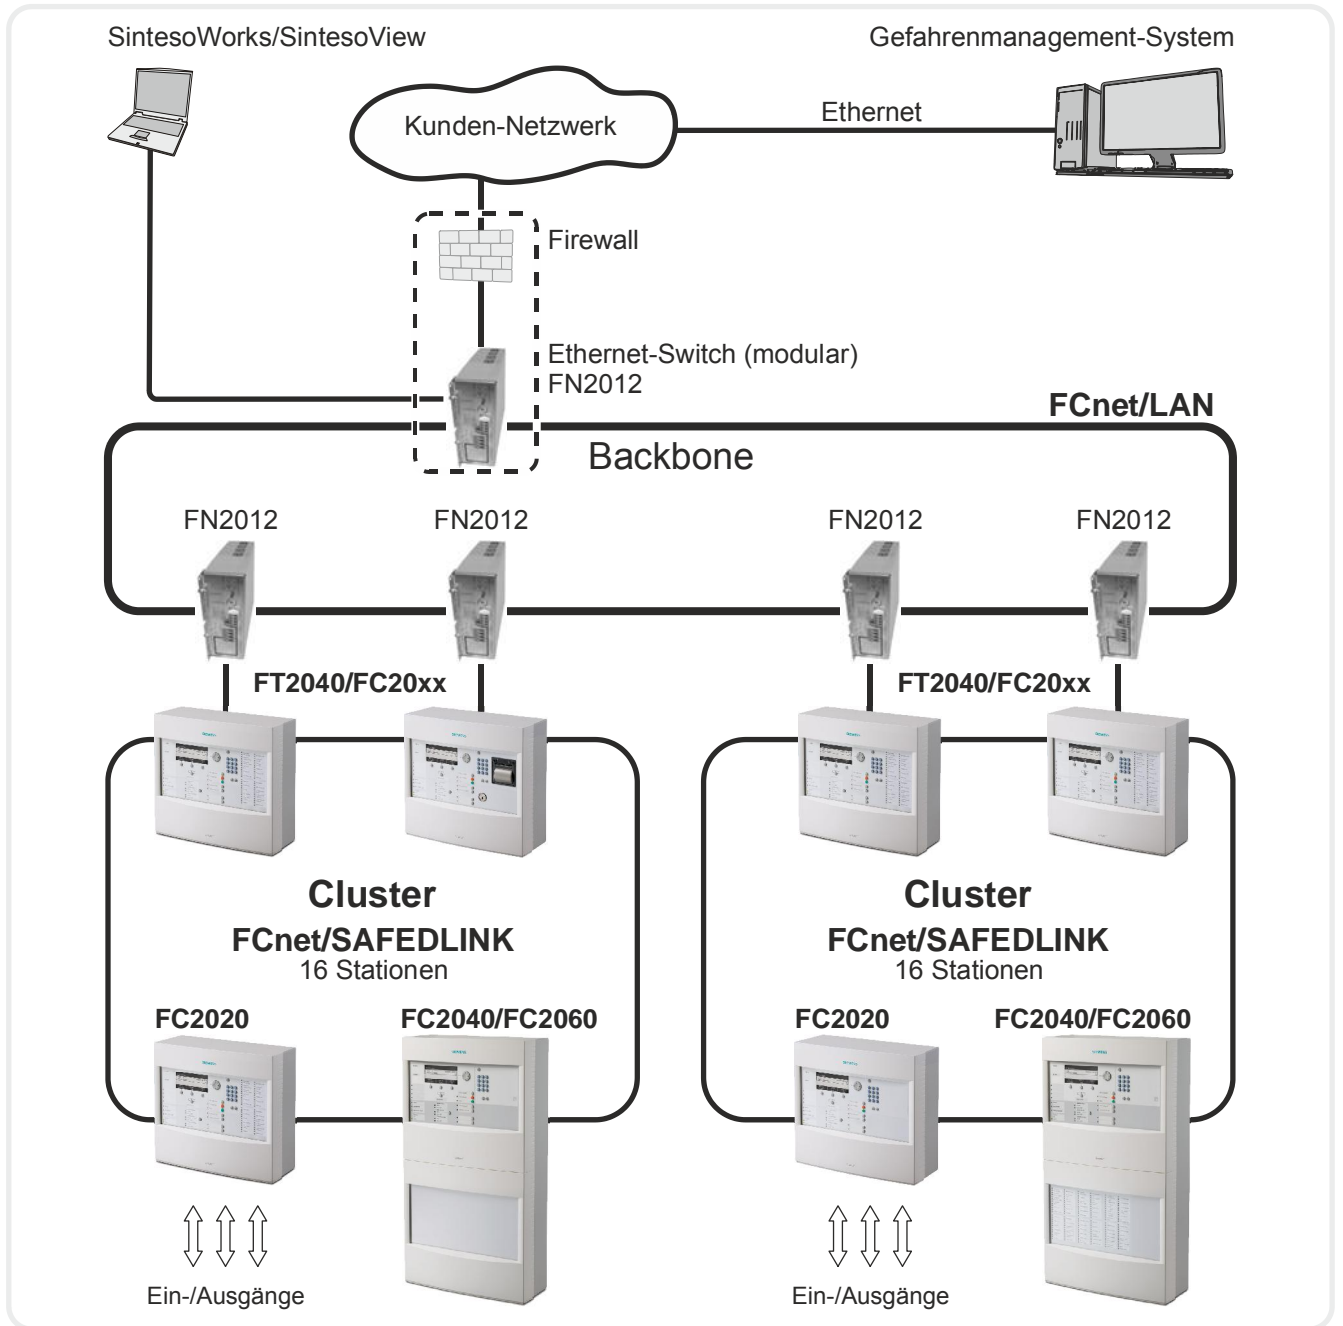 SintesoWorks/SintesoView
Gefahrenmanagement-System
Kunden-Netzwerk
Ethernet
Firewall
Ethernet-Switch (modular)
FN2012
FCnet/LAN
Backbone
FN2012
FN2012
FN2012
FN2012
FT2040/FC20xx
FT2040/FC20xx
Cluster
FCnet/SAFEDLINK
16 Stationen
Cluster
FCnet/SAFEDLINK
16 Stationen
FC2020
FC2040/FC2060
FC2020
FC2040/FC2060
Ein-/Ausgänge
Ein-/Ausgänge